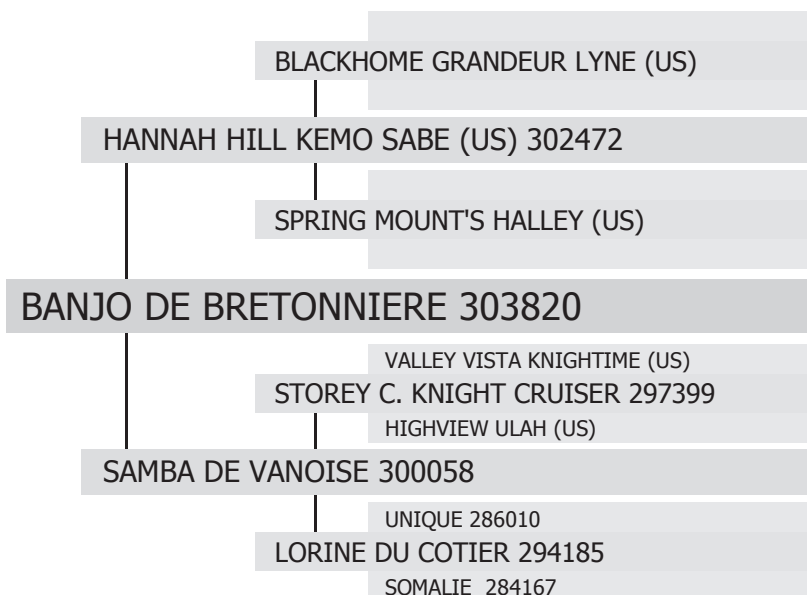 BLACKHOME GRANDEUR LYNE (US)
HANNAH HILL KEMO SABE (US) 302472
SPRING MOUNT'S HALLEY (US)
BANJO DE BRETONNIERE 303820
VALLEY VISTA KNIGHTIME (US)
STOREY C. KNIGHT CRUISER 297399
HIGHVIEW ULAH (US)
SAMBA DE VANOISE 300058
UNIQUE 286010
LORINE DU COTIER 294185
SOMALIE 284167